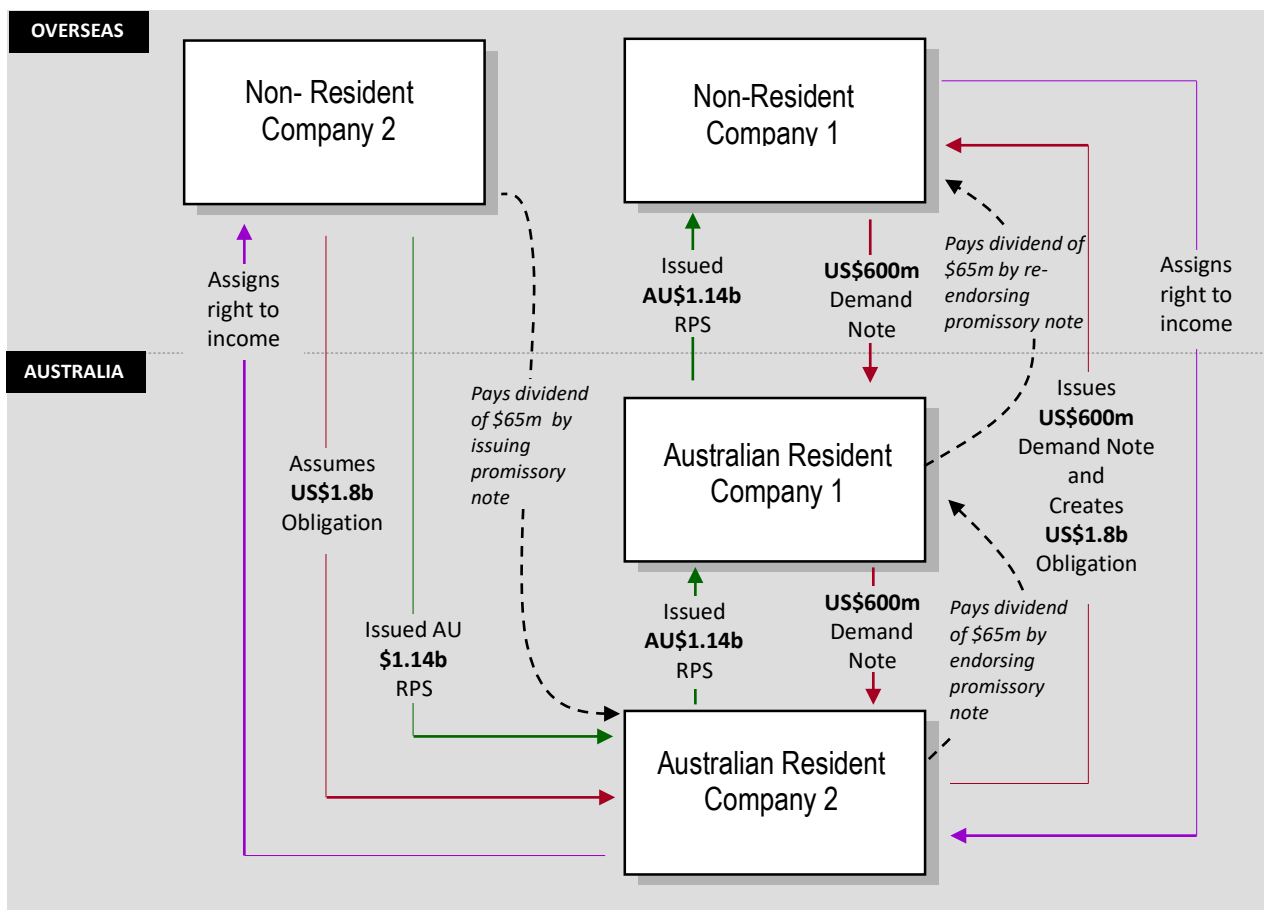 OVERSEAS
Non- Resident
Company 2
Non-Resident
Company 1
Assigns
right to
income
Issued
AU$1.14b
RPS
US$600m
Demand
Note
Pays dividend of
$65m by re-
endorsing
promissory note
Assigns
right to
income
AUSTRALIA
Assumes
US$1.8b
Obligation
Issued AU
$1.14b
RPS
Pays dividend
of $65m by
issuing
promissory
note
Australian Resident
Company 1
Issues
US$600m
Demand Note
and
Creates
US$1.8b
Obligation
Issued
AU$1.14b
RPS
US$600m
Demand
Note
Pays dividend
of $65m by
endorsing
promissory
note
Australian Resident
Company 2